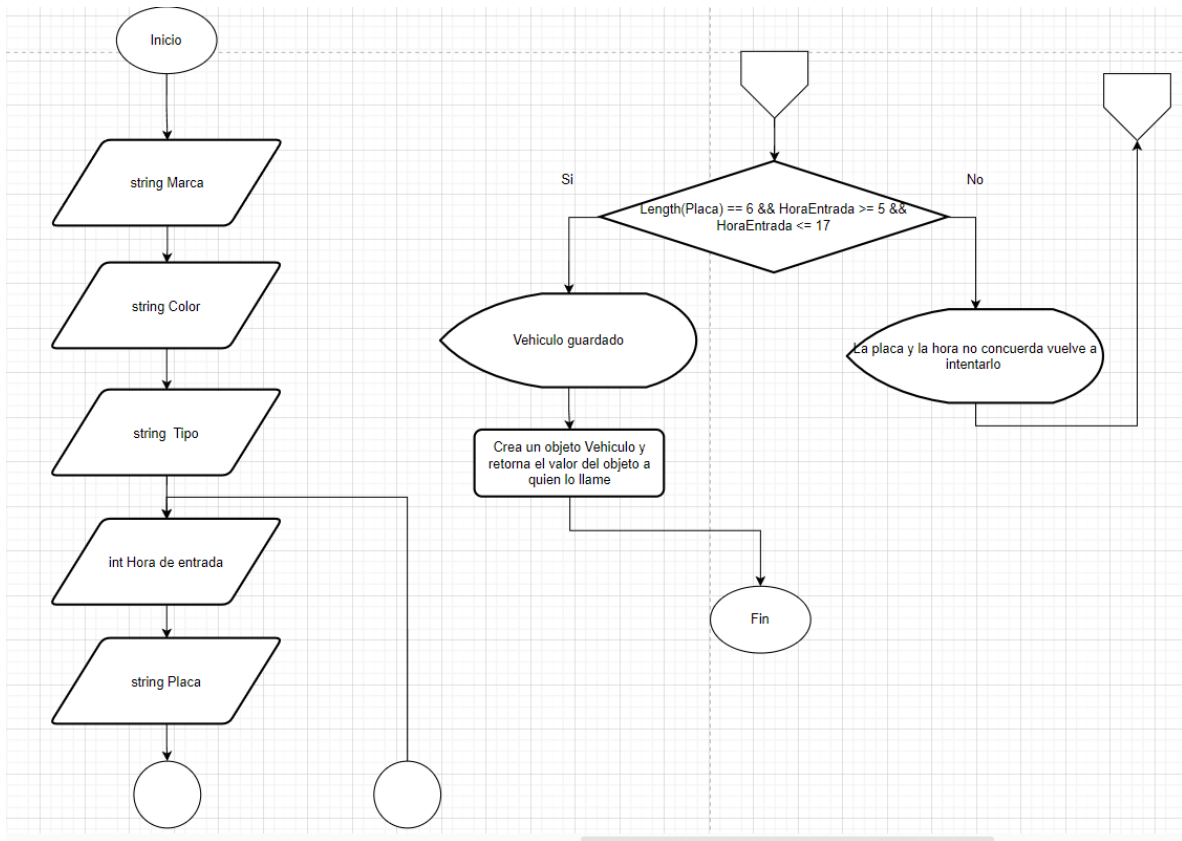 Inicio
string Marca
string Color
string Tipo
int Hora de entrada
string Placa
Si
No
Length(Placa) == 6 && HoraEntrada >= 5 &&
HoraEntrada <= 17
Vehiculo guardado
Crea un objeto Vehiculo y
retorna el valor del objeto a
quien lo llame
Fin
La placa y la hora no concuerda vuelve a
intentarlo